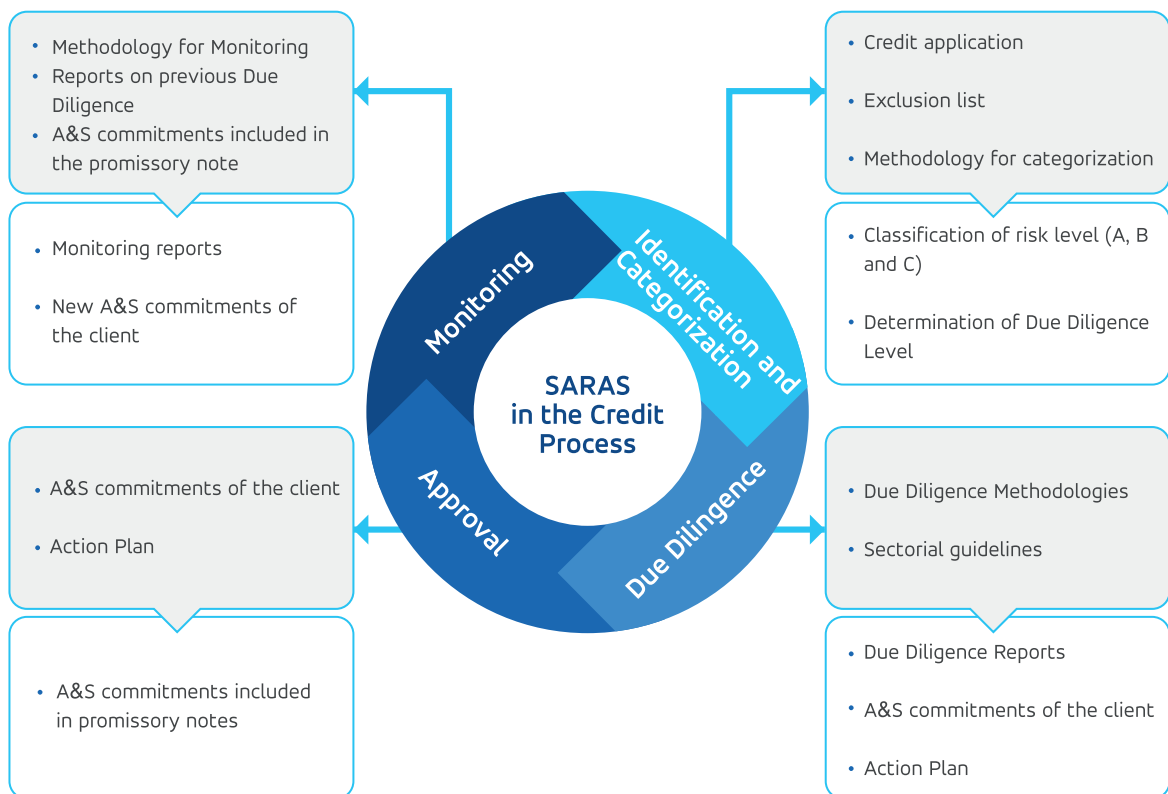 • Methodology for Monitoring
• Reports on previous Due
Diligence
• A&S commitments included in
the promissory note
• Monitoring reports
• New A&S commitments of
the client
• Credit application
• Exclusion list
• Methodology for categorization
• Classification of risk level (A, B
and C)
• Determination of Due Diligence
Level
Monitoring
Identification and
Categorization
SARAS
in the Credit
Process
Approval
Due Dilingence
• A&S commitments of the client
• Action Plan
• A&S commitments included
in promissory notes
• Due Diligence Methodologies
• Sectorial guidelines
• Due Diligence Reports
• A&S commitments of the client
• Action Plan